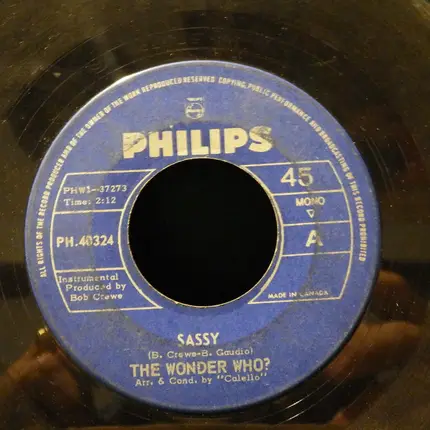 ALL RIGHTS OF THE RECORD PRODUCER AND OF THE OWNER OF THE WORK REPRODUCED RESERVED COPYING, PUBLIC PERFORMANCE AND BROADCASTING OF THIS RECORD PROHIBITED
PHILIPS
PHILIPS
PHW1-37273
Time: 2:12
45
MONO
PH.40324
A
Instrumental
Produced by
Bob Crewe
MADE IN CANADA
SASSY
(B. Crewe-B. Gaudio)
THE WONDER WHO?
Arr. & Cond. by "Calello"